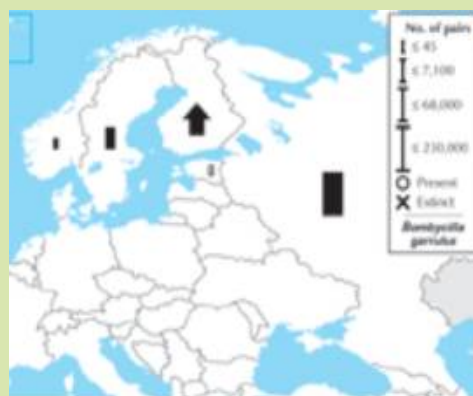 No. of pairs
≤ 45
≤ 7,100
≤ 68,000
≤ 230,000
Present
Extinct
Bombycilla
garrulus